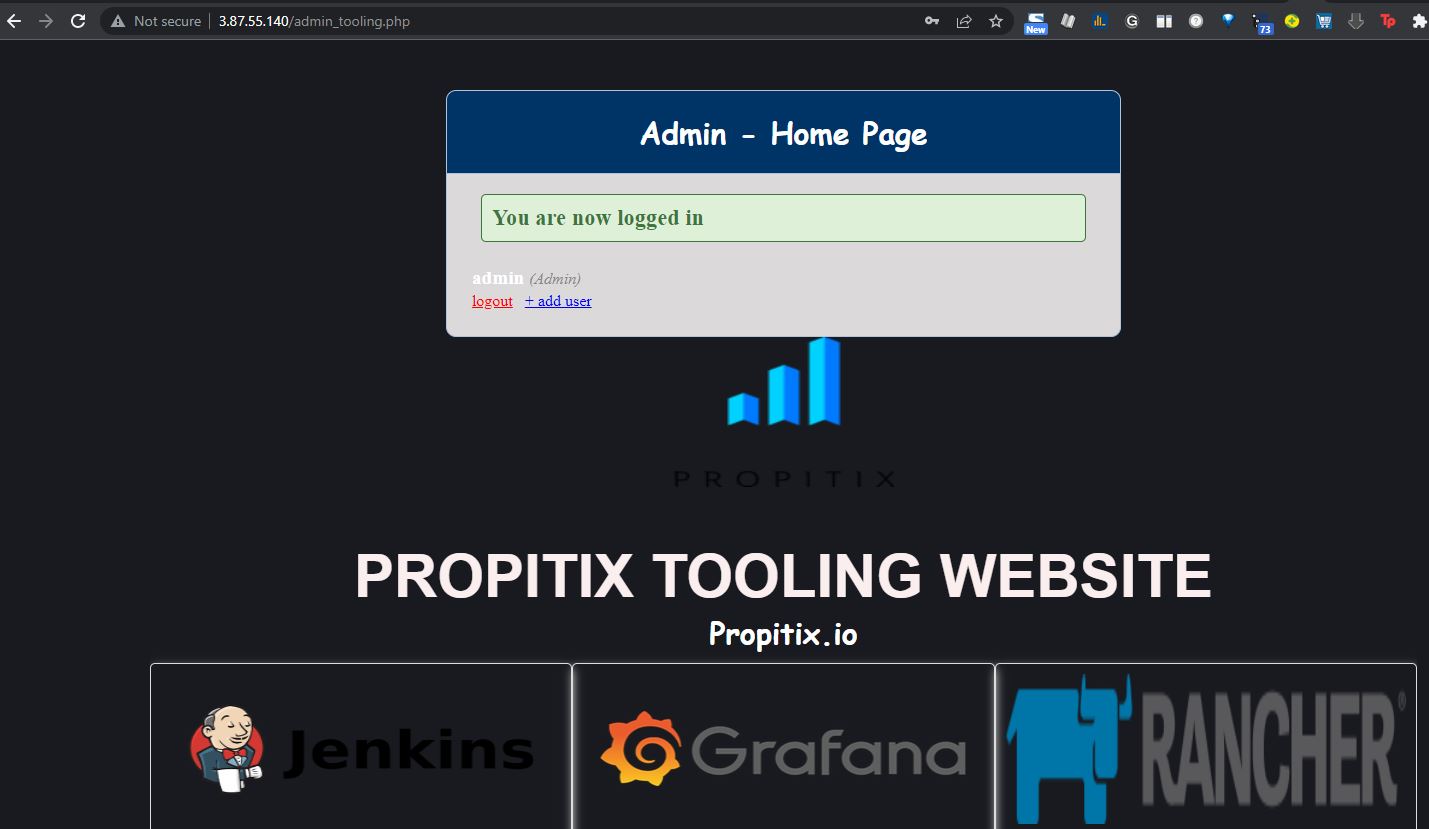 Not secure | 3.87.55.140/admin_tooling.php
New
G
73
Tp
Admin - Home Page
You are now logged in
admin (Admin)
logout + add user
PROPITIX
PROPITIX TOOLING WEBSITE
Propitix.io
Jenkins
Grafana
RANCHER®